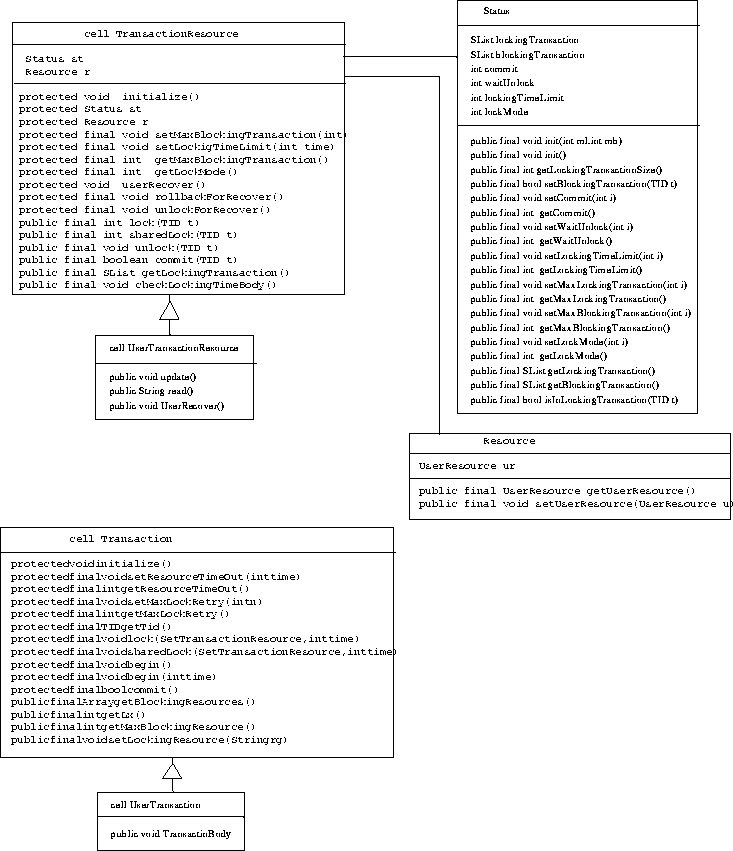 cell TransactionResource
Status st
Resource r
protected void initialize()
protected Status st
protected Resource r
protected final void setMaxBlockingTransaction(int)
protected final void setLockigTimeLimit(int time)
protected final int getMaxBlockingTransaction()
protected final int getLockMode()
protected void userRecover()
protected final void rollbackForRecover()
protected final void unlockForRecover()
public final int lock(TID t)
public final int sharedLock(TID t)
public final void unlock(TID t)
public final boolean commit(TID t)
public final SList getLockingTransaction()
public final void checkLockingTimeBody()
cell UserTransactionResource
public void update()
public String read()
public void UserRecover()
Status
SList lockingTransaction
SList blockingTransaction
int commit
int waitUnlock
int lockingTimeLimit
int lockMode
public final void init(int ml,int mb)
public final void init()
public final int getLockingTransactionSize()
public final bool setBlockingTransaction(TID t)
public final void setCommit(int i)
public final int getCommit()
public final void setWaitUnlock(int i)
public final int getWaitUnlock()
public final void setLockingTimeLimit(int i)
public final int getLockingTimeLimit()
public final void setMaxLockingTransaction(int i)
public final int getMaxLockingTransaction()
public final void setMaxBlockingTransaction(int i)
public final int getMaxBlockingTransaction()
public final void setLockMode(int i)
public final int getLockMode()
public final SList getLockingTransaction()
public final SList getBlockingTransaction()
public final bool isInLockingTransaction(TID t)
Resource
UserResource ur
public final UserResource getUserResource()
public final void setUserResource(UserResource u)
cell Transaction
protectedvoidinitialize()
protectedfinalvoidsetResourceTimeOut(inttime)
protectedfinalintgetResourceTimeOut()
protectedfinalvoidsetMaxLockRetry(intn)
protectedfinalintgetMaxLockRetry()
protectedfinalTIDgetTid()
protectedfinalvoidlock(SetTransactionResource,inttime)
protectedfinalvoidsharedLock(SetTransactionResource,inttime)
protectedfinalvoidbegin()
protectedfinalvoidbegin(inttime)
protectedfinalboolcommit()
publicfinalArraygetBlockingResources()
publicfinalintgetLx()
publicfinalintgetMaxBlockingResource()
publicfinalvoidsetLockingResource(Stringrg)
cell UserTransaction
public void TransactioBody